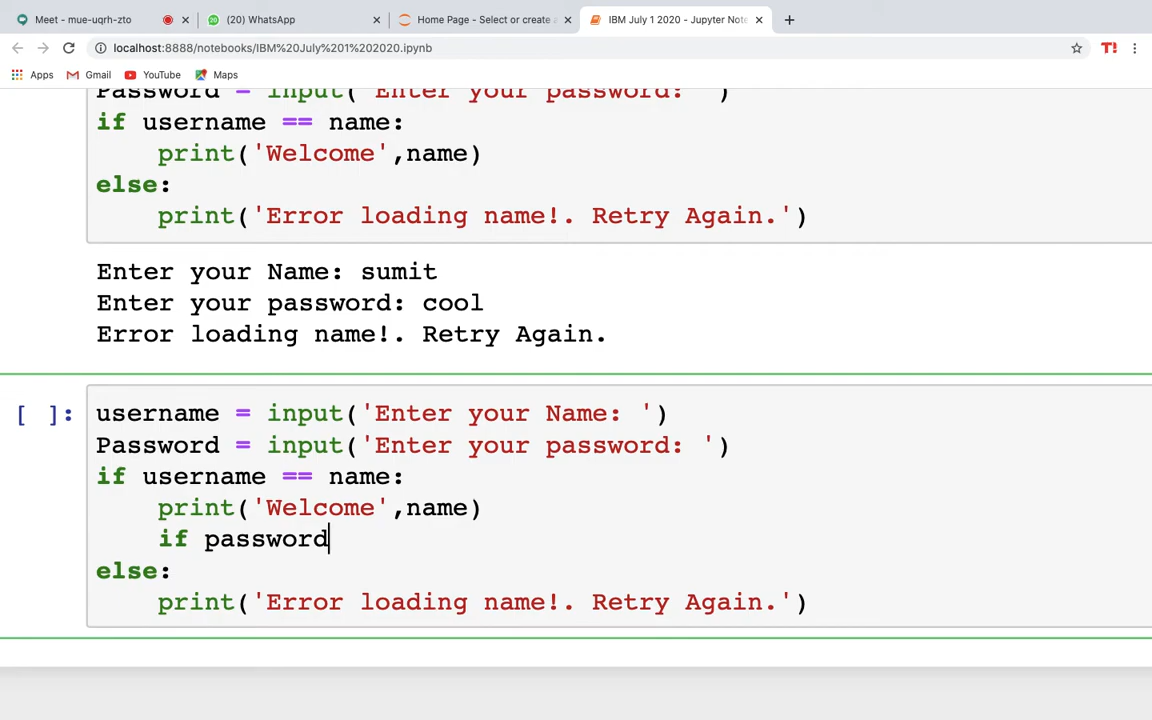 Meet - mue-uqrh-zto
(20) WhatsApp
Home Page - Select or create a
IBM July 1 2020 - Jupyter Note
localhost:8888/notebooks/IBM%20July%201%202020.ipynb
T!
Apps
Gmail
YouTube
Maps
Password = input('Enter your password: ')
if username == name:
print('Welcome',name)
else:
print('Error loading name!. Retry Again.')
Enter your Name: sumit
Enter your password: cool
Error loading name!. Retry Again.
[ ]:
username = input('Enter your Name: ')
Password = input('Enter your password: ')
if username == name:
print('Welcome',name)
if password
else:
print('Error loading name!. Retry Again.')